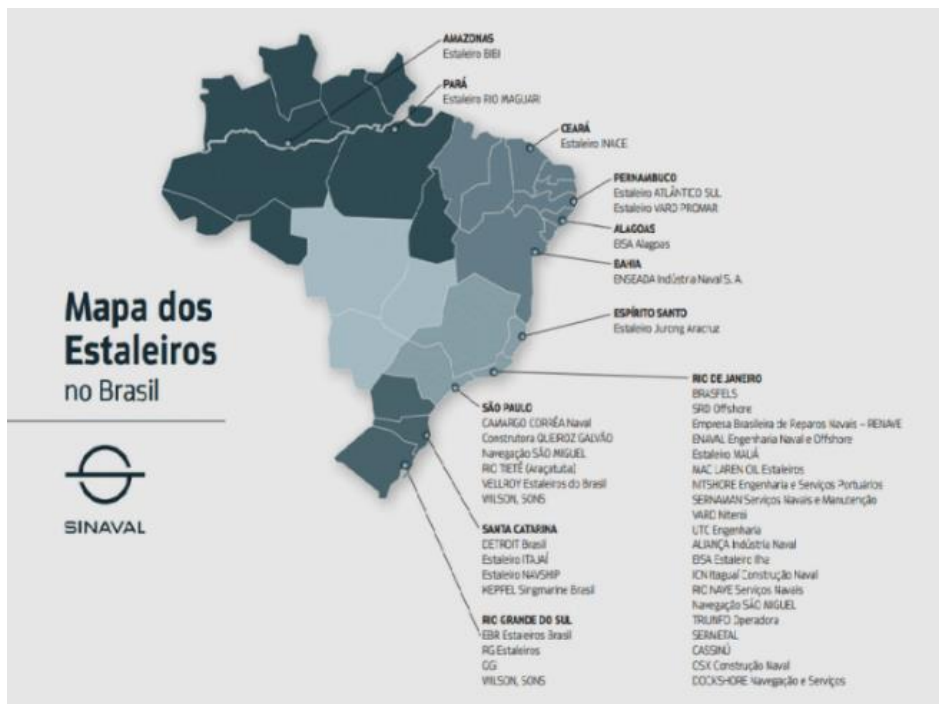 AMAZONAS
Estaleiro BIBI
PARÁ
Estaleiro RIO MAGUARI
CEARÁ
Estaleiro INACE
PERNAMBUCO
Estaleiro ATLÂNTICO SUL
Estaleiro VARD PROMAR
ALAGOAS
EISA Alagoas
BAHIA
ENSEADA Indústria Naval S. A.
ESPÍRITO SANTO
Estaleiro Jurong Aracruz
Mapa dos
Estaleiros
no Brasil
SINAVAL
SÃO PAULO
CAMARGO CORRÊA Naval
Construtora QUEIROZ GALVÃO
Navegação SÃO MIGUEL
RIO TIETÊ (Araçatuba)
VELLROY Estaleiros do Brasil
WILSON, SONS
SANTA CATARINA
DETROIT Brasil
Estaleiro ITAJAÍ
Estaleiro NAVSHIP
KEPPEL Singmarine Brasil
RIO GRANDE DO SUL
EBR Estaleiros Brasil
RG Estaleiros
QGI
WILSON, SONS
RIO DE JANEIRO
BRASFELS
SRD Offshore
Empresa Brasileira de Reparos Navais – RENAVE
ENAVAL Engenharia Naval e Offshore
Estaleiro MAUÁ
MAC LAREN OIL Estaleiros
NITSHORE Engenharia e Serviços Portuários
SERNAMAN Serviços Navais e Manutenção
VARD Niterói
UTC Engenharia
ALIANÇA Indústria Naval
EISA Estaleiro Ilha
ICN Itaguaí Construção Naval
RIO NAVE Serviços Navais
Navegação SÃO MIGUEL
TRIUNFO Operadora
SERMETAL
CASSINÚ
OSX Construção Naval
DOCKSHORE Navegação e Serviços